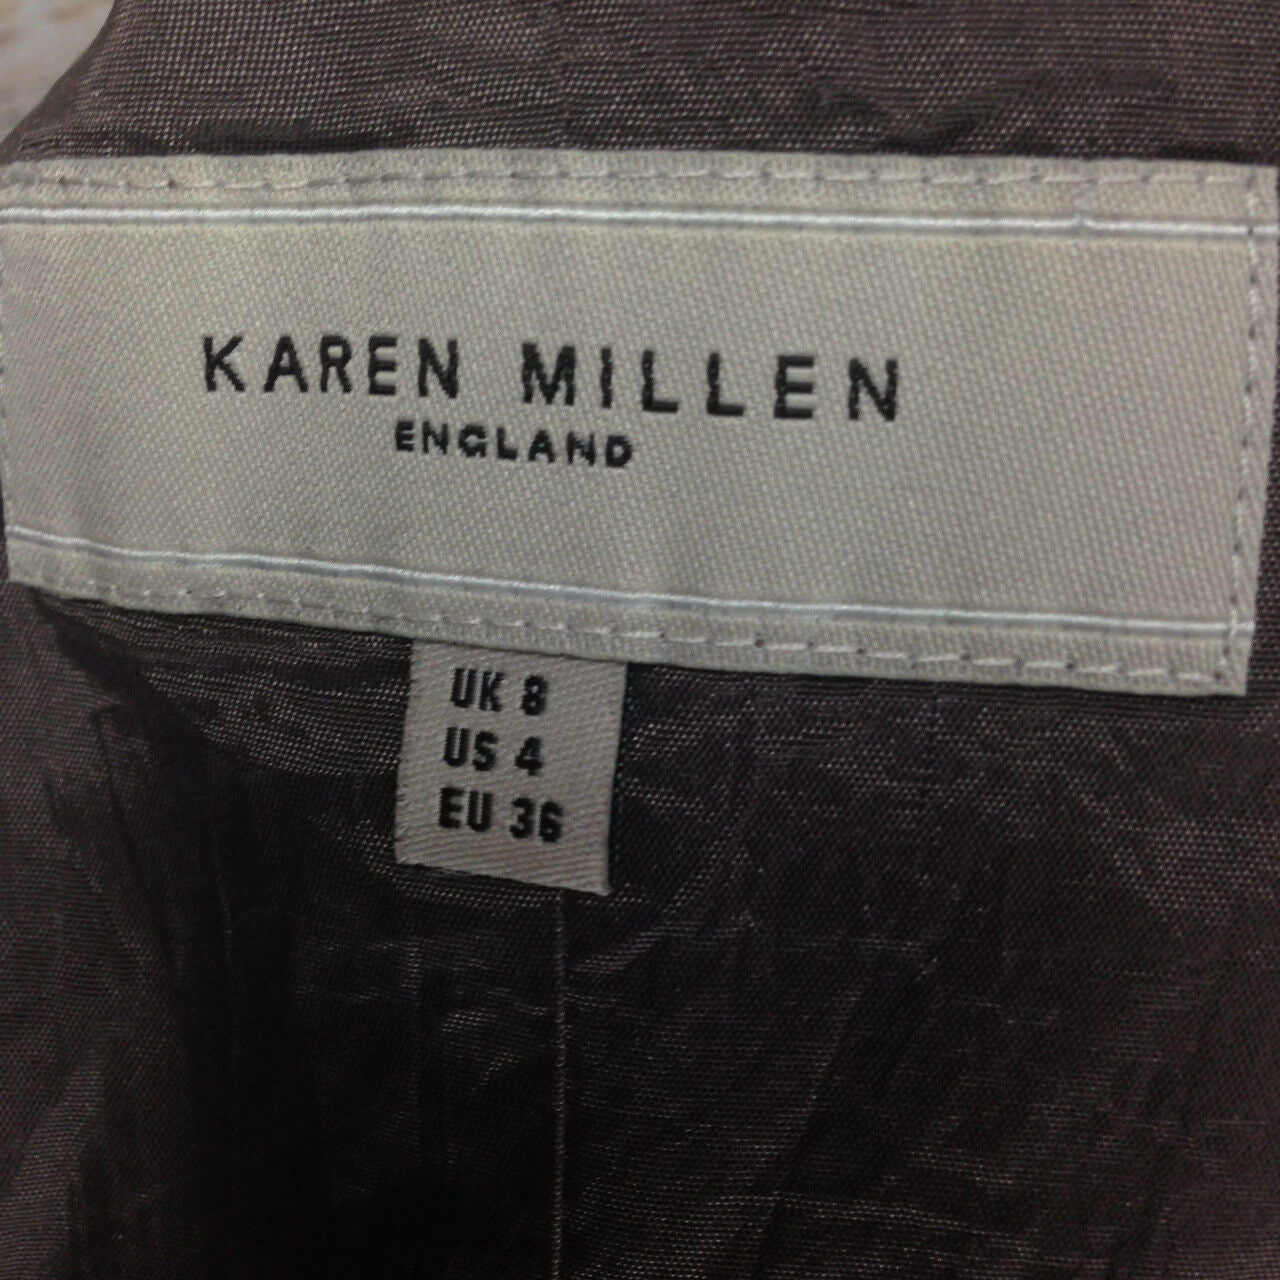 KAREN MILLEN
ENGLAND
UK 8
US 4
EU 36